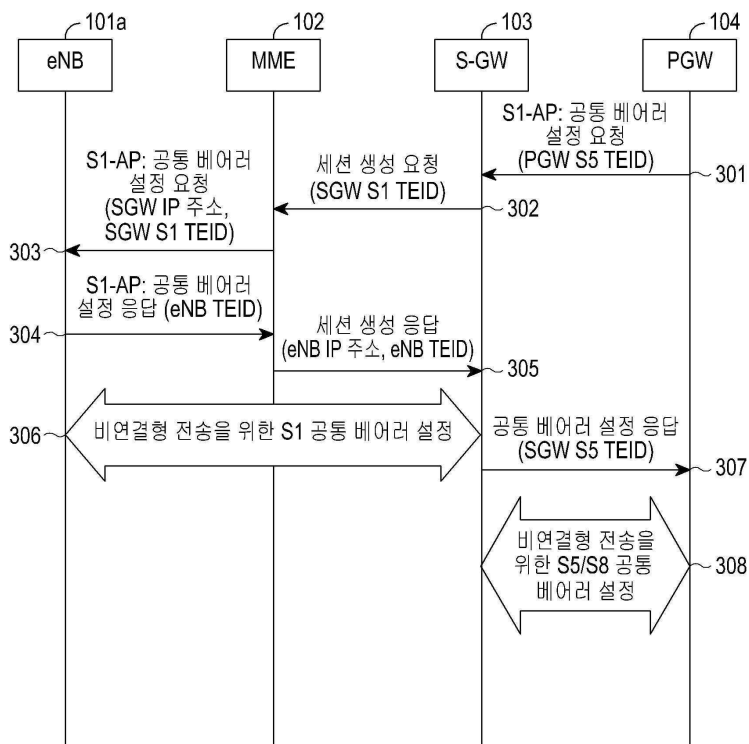 101a
102
103
104
eNB
MME
S-GW
PGW
S1-AP: 공통 베어러
설정 요청
(PGW S5 TEID)
301
세션 생성 요청
(SGW S1 TEID)
302
S1-AP: 공통 베어러
설정 요청
(SGW IP 주소,
SGW S1 TEID)
303
S1-AP: 공통 베어러
설정 응답 (eNB TEID)
304
세션 생성 응답
(eNB IP 주소, eNB TEID)
305
306
비연결형 전송을 위한 S1 공통 베어러 설정
공통 베어러 설정 응답
(SGW S5 TEID)
307
비연결형 전송을
위한 S5/S8 공통
베어러 설정
308